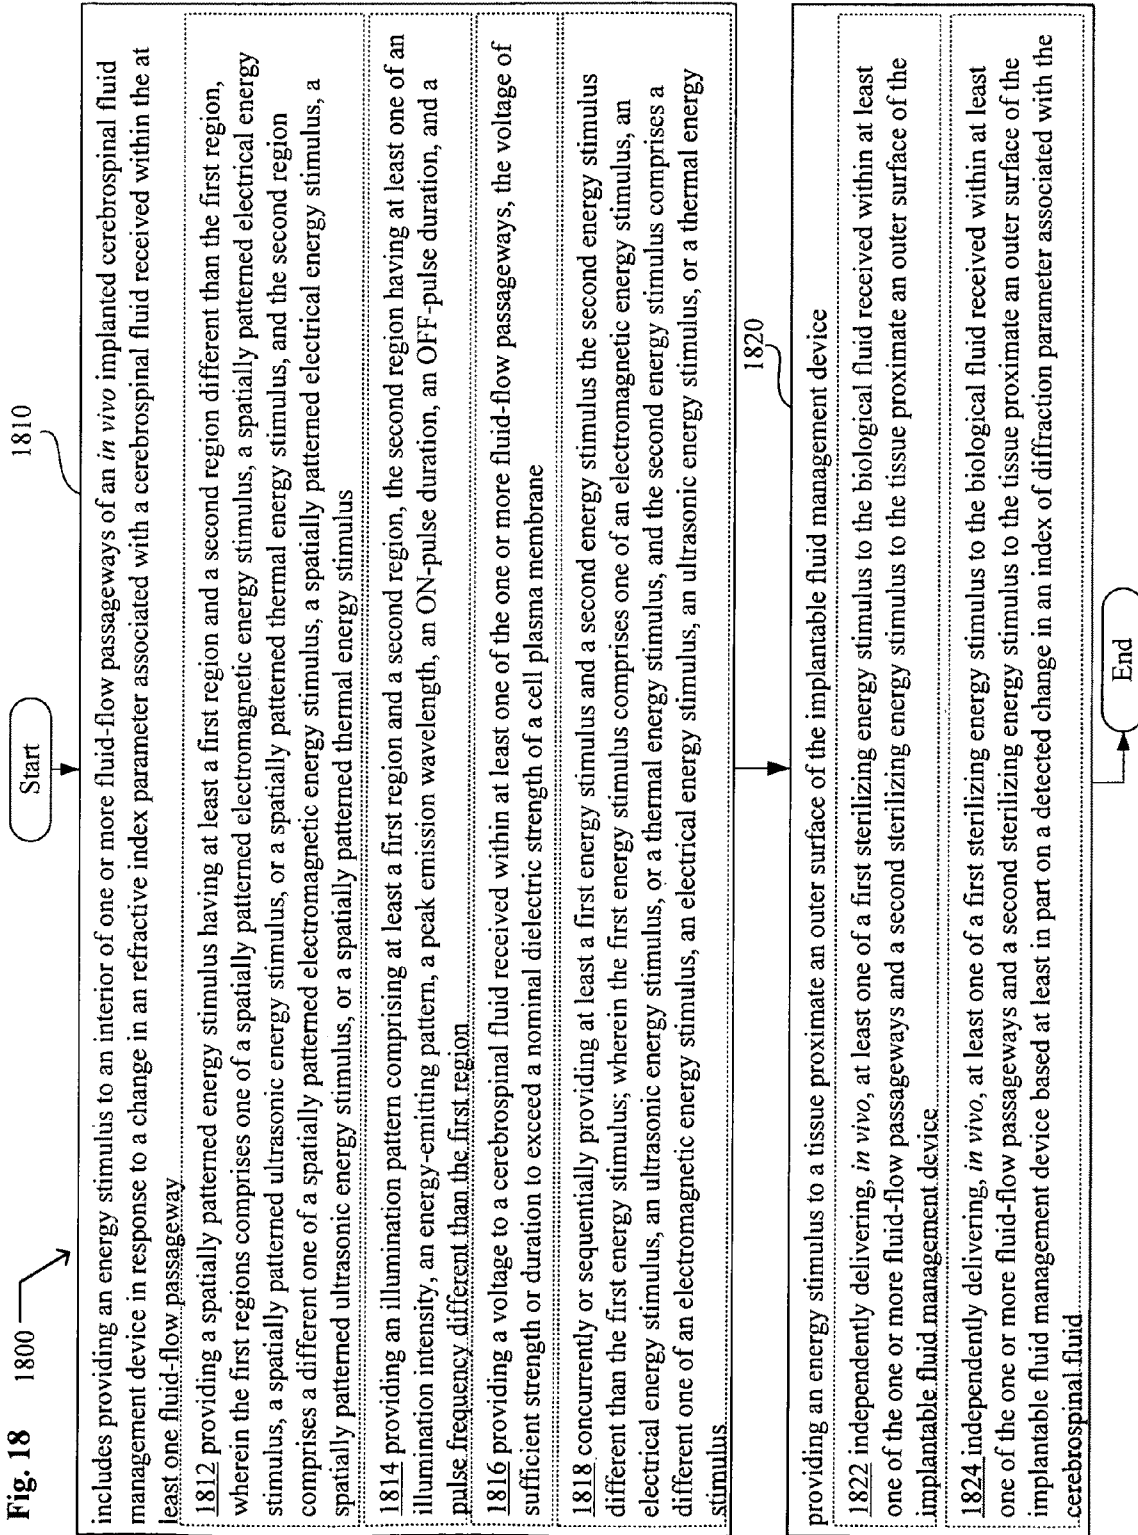 Fig. 18
1800
Start
1810
includes providing an energy stimulus to an interior of one or more fluid-flow passageways of an in vivo implanted cerebrospinal fluid
management device in response to a change in an refractive index parameter associated with a cerebrospinal fluid received within the at
least one fluid-flow passageway
1812 providing a spatially patterned energy stimulus having at least a first region and a second region different than the first region,
wherein the first regions comprises one of a spatially patterned electromagnetic energy stimulus, a spatially patterned electrical energy
stimulus, a spatially patterned ultrasonic energy stimulus, or a spatially patterned thermal energy stimulus, and the second region
comprises a different one of a spatially patterned electromagnetic energy stimulus, a spatially patterned electrical energy stimulus, a
spatially patterned ultrasonic energy stimulus, or a spatially patterned thermal energy stimulus
1814 providing an illumination pattern comprising at least a first region and a second region, the second region having at least one of an
illumination intensity, an energy-emitting pattern, a peak emission wavelength, an ON-pulse duration, an OFF-pulse duration, and a
pulse frequency different than the first region
1816 providing a voltage to a cerebrospinal fluid received within at least one of the one or more fluid-flow passageways, the voltage of
sufficient strength or duration to exceed a nominal dielectric strength of a cell plasma membrane
1818 concurrently or sequentially providing at least a first energy stimulus and a second energy stimulus the second energy stimulus
different than the first energy stimulus; wherein the first energy stimulus comprises one of an electromagnetic energy stimulus, an
electrical energy stimulus, an ultrasonic energy stimulus, or a thermal energy stimulus, and the second energy stimulus comprises a
different one of an electromagnetic energy stimulus, an electrical energy stimulus, an ultrasonic energy stimulus, or a thermal energy
stimulus
1820
providing an energy stimulus to a tissue proximate an outer surface of the implantable fluid management device
1822 independently delivering, in vivo, at least one of a first sterilizing energy stimulus to the biological fluid received within at least
one of the one or more fluid-flow passageways and a second sterilizing energy stimulus to the tissue proximate an outer surface of the
implantable fluid management device
1824 independently delivering, in vivo, at least one of a first sterilizing energy stimulus to the biological fluid received within at least
one of the one or more fluid-flow passageways and a second sterilizing energy stimulus to the tissue proximate an outer surface of the
implantable fluid management device based at least in part on a detected change in an index of diffraction parameter associated with the
cerebrospinal fluid
End